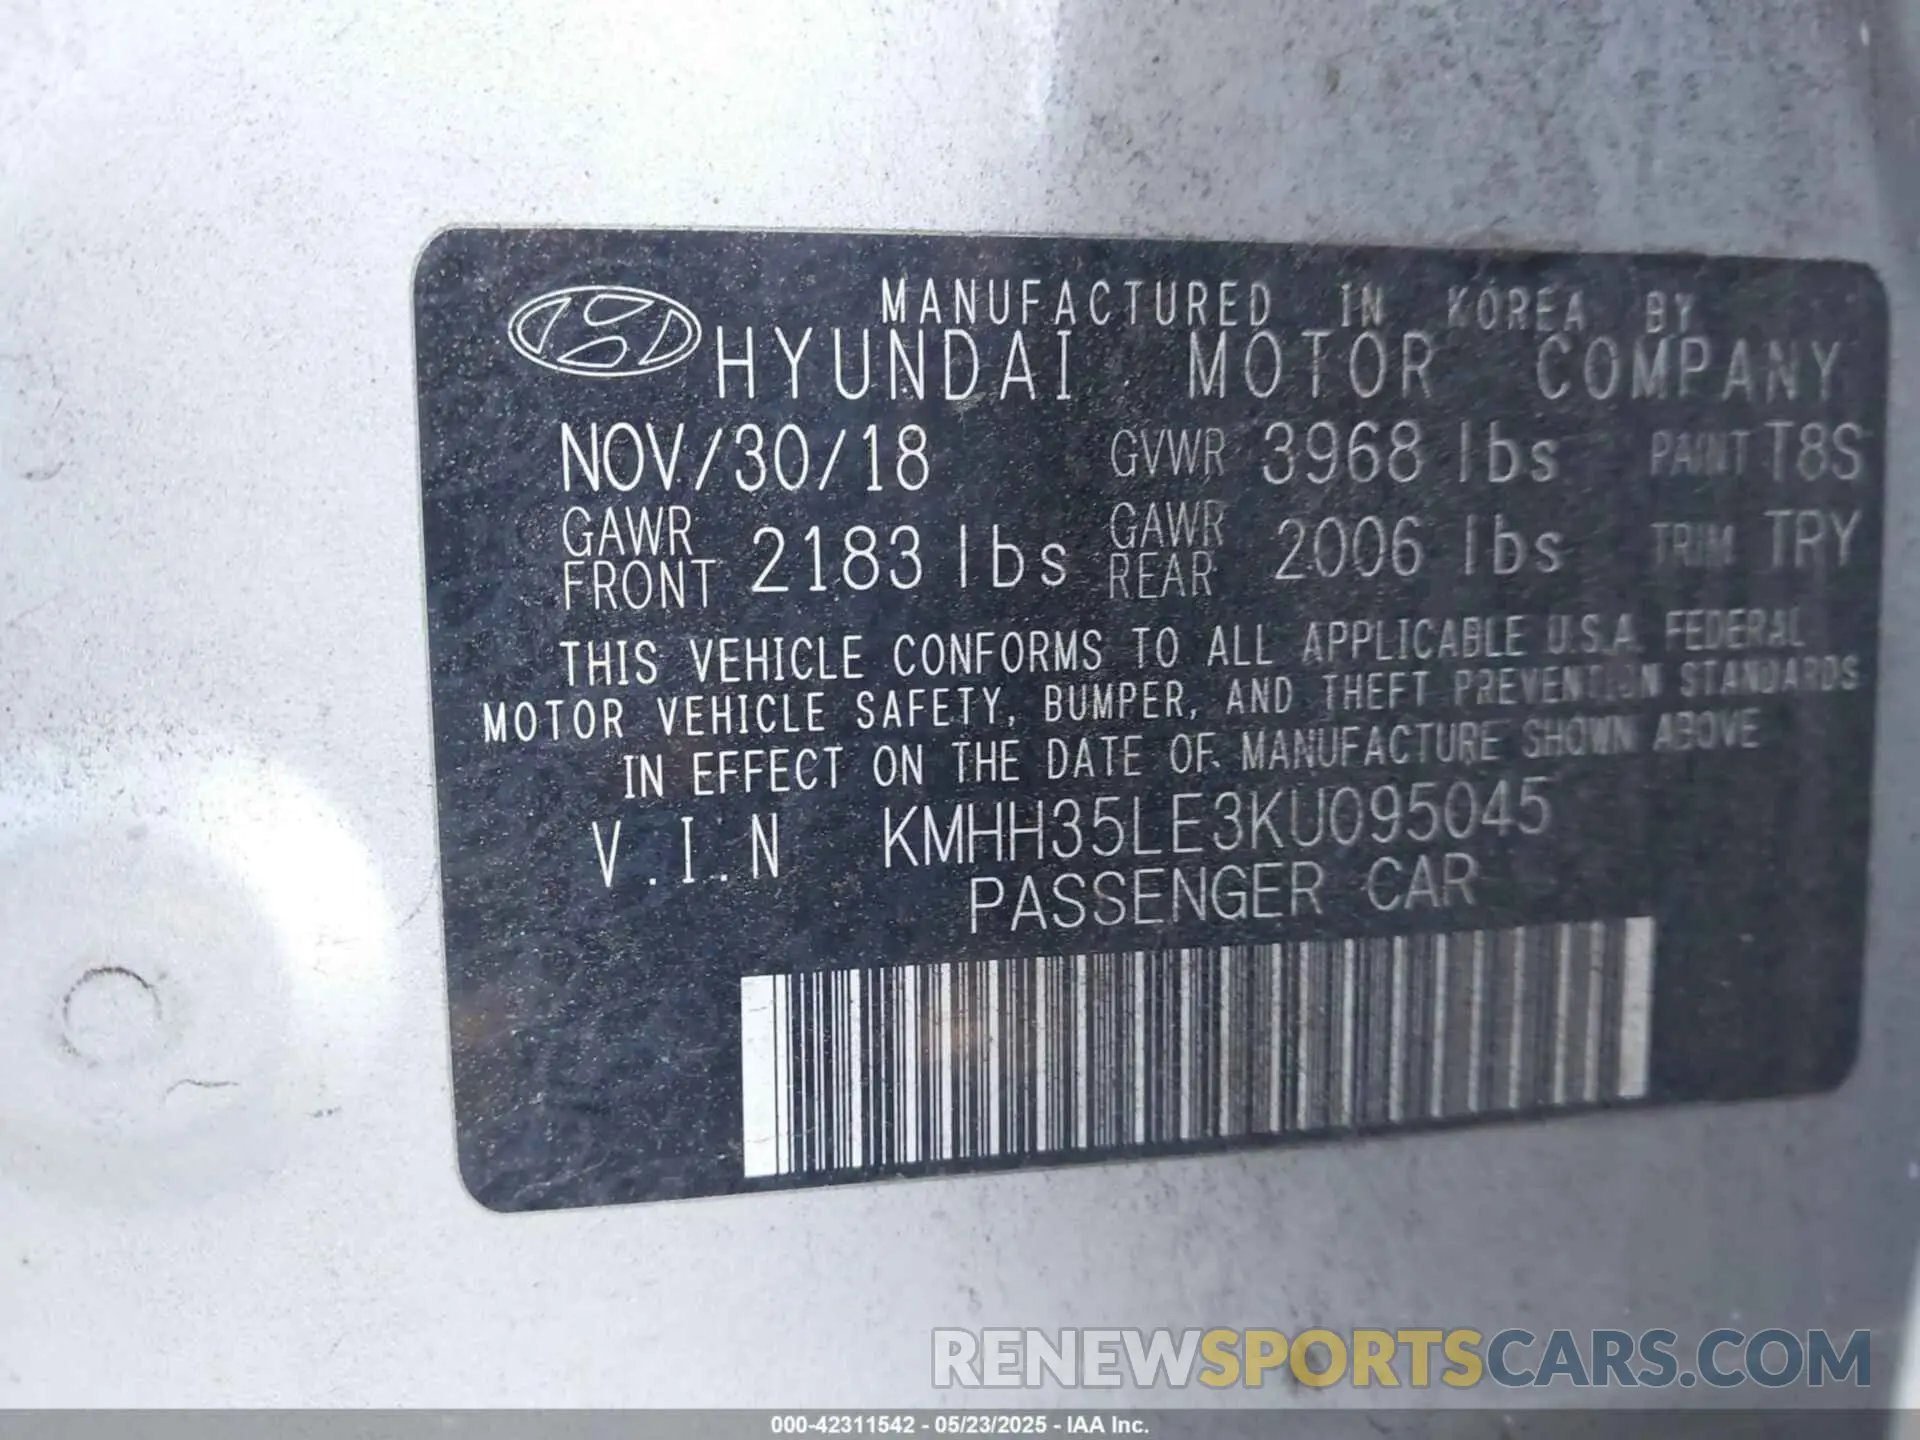 MANUFACTURED IN KOREA BY
HYUNDAI MOTOR COMPANY
NOV/30/18 GVWR 3968 lbs PAINT T8S
GAWR FRONT 2183 lbs GAWR REAR 2006 lbs TRIM TPY
THIS VEHICLE CONFORMS TO ALL APPLICABLE U.S.A. FEDERAL
MOTOR VEHICLE SAFETY, BUMPER, AND THEFT PREVENTION STANDARDS
IN EFFECT ON THE DATE OF MANUFACTURE SHOWN ABOVE
V.I.N KMHH35LE3KU095045
PASSENGER CAR
RENEWSPORTSCARS.COM
000-42311542 - 05/23/2025 - IAA Inc.